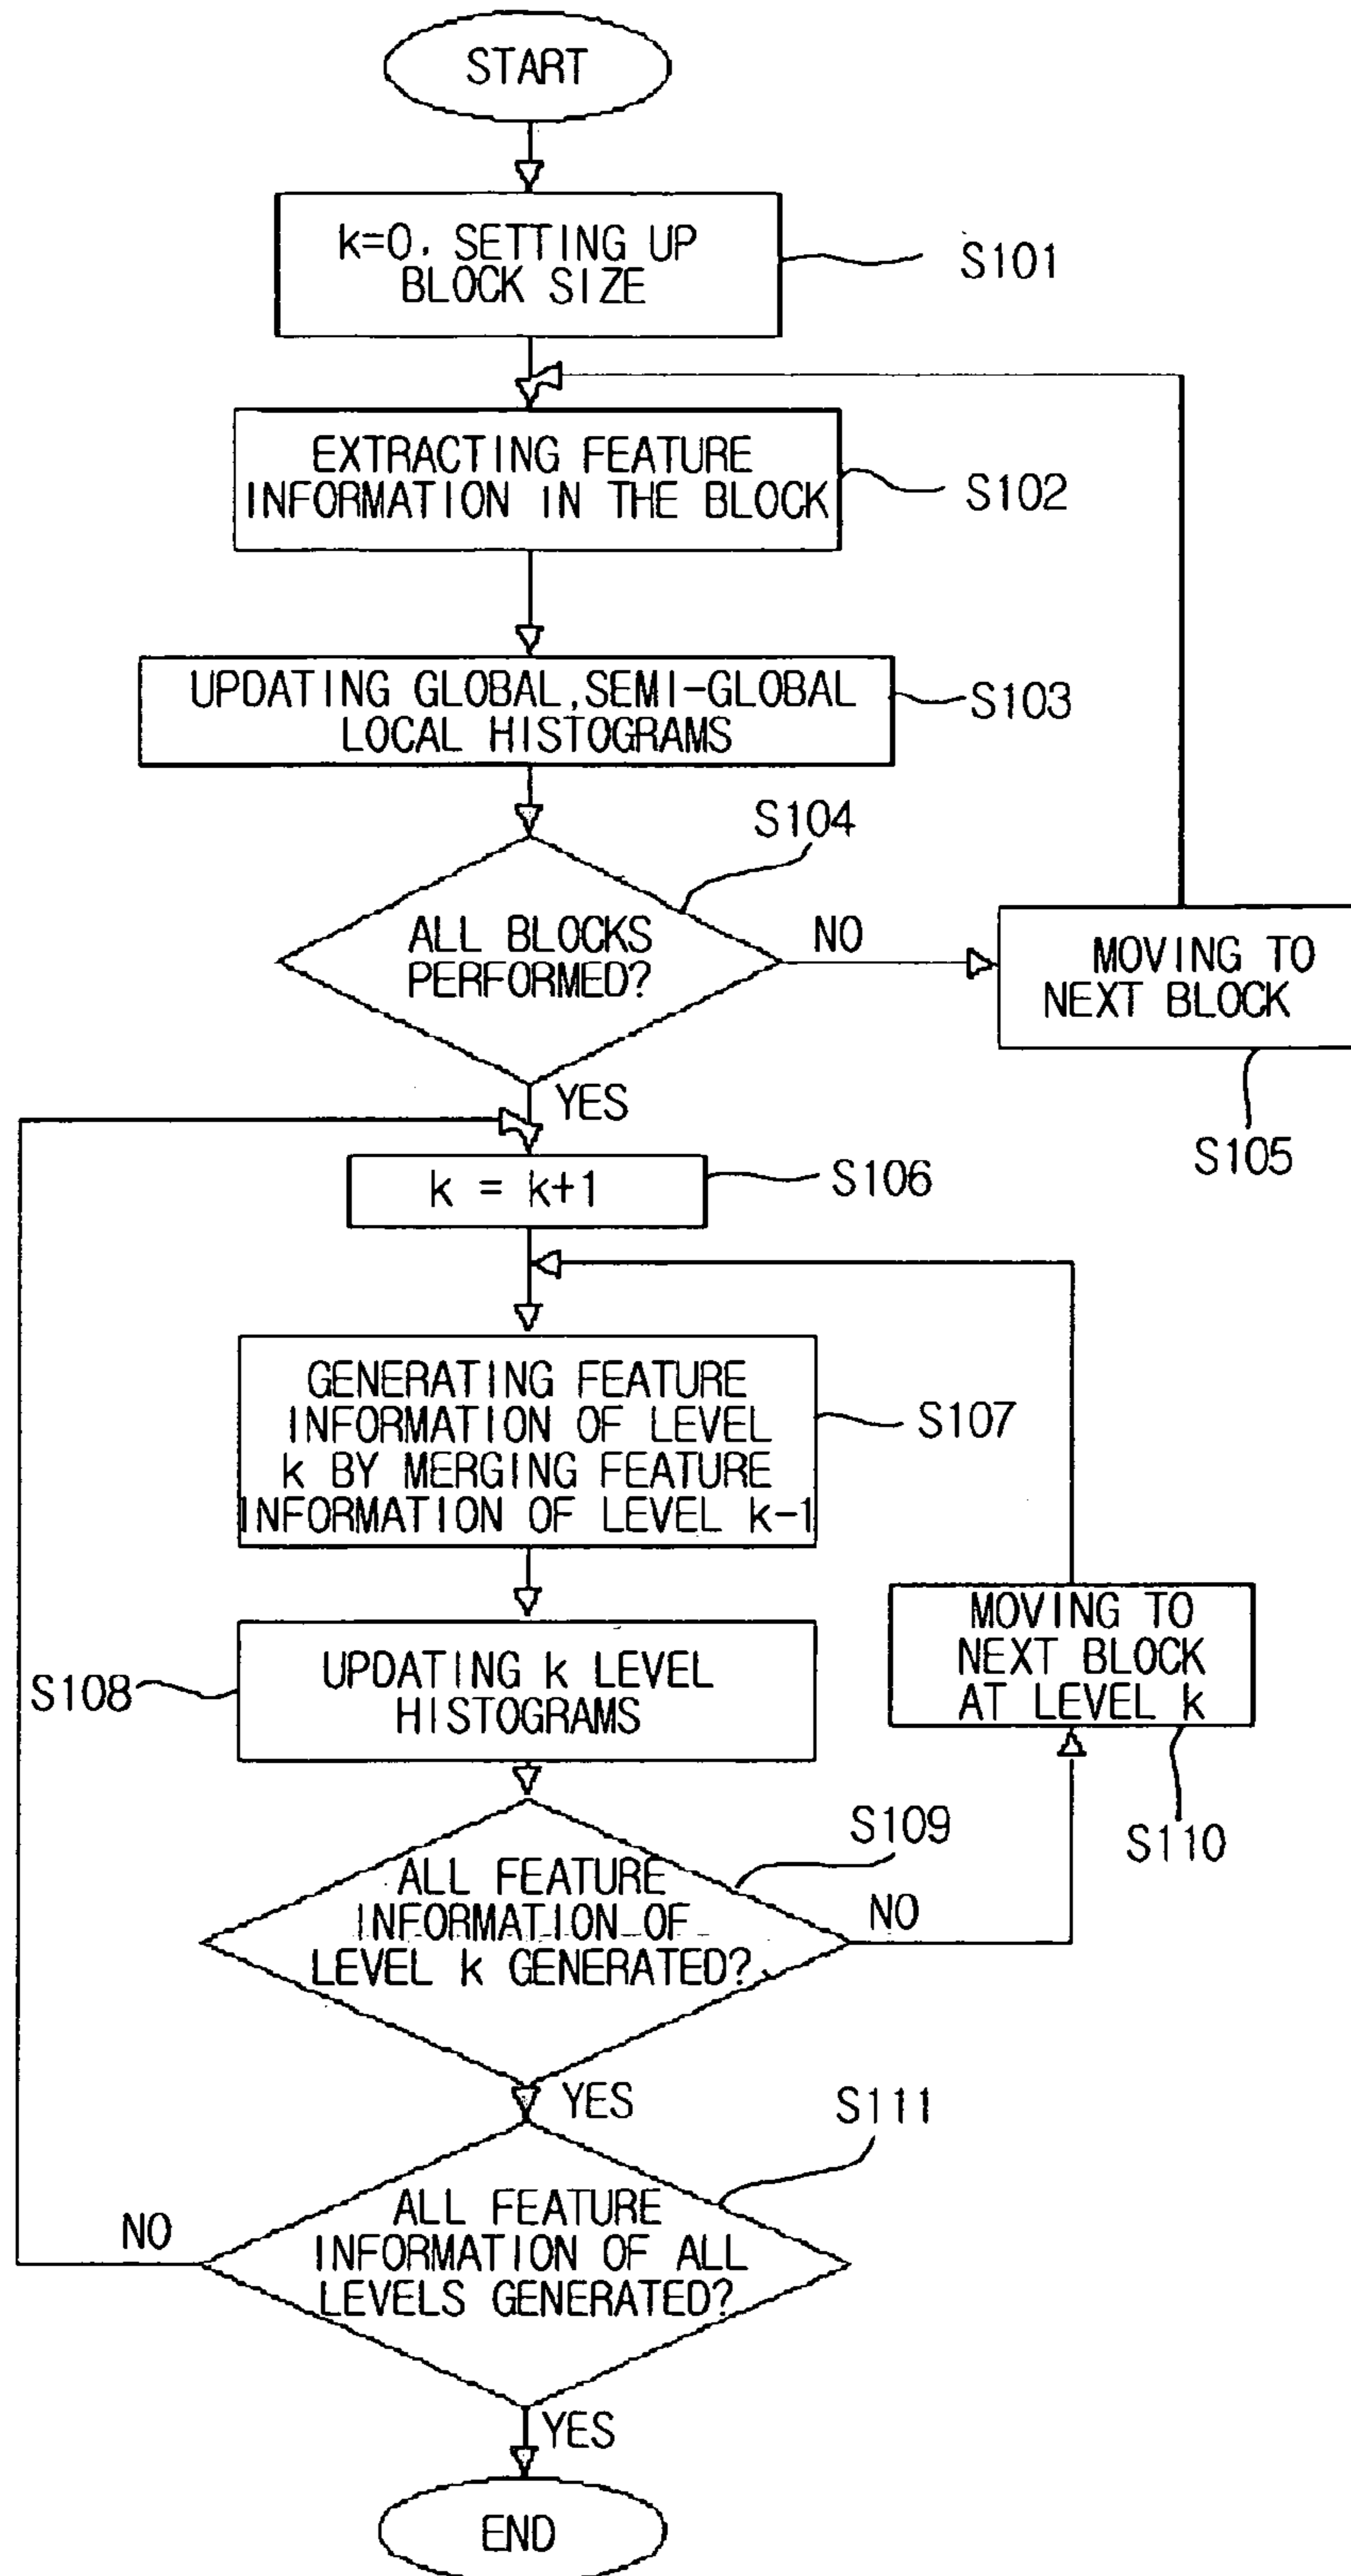 START
k=0, SETTING UP
BLOCK SIZE
S101
EXTRACTING FEATURE
INFORMATION IN THE BLOCK
S102
UPDATING GLOBAL,SEMI-GLOBAL
LOCAL HISTOGRAMS
S103
S104
ALL BLOCKS
PERFORMED?
NO
MOVING TO
NEXT BLOCK
S105
YES
k = k+1
S106
GENERATING FEATURE
INFORMATION OF LEVEL
k BY MERGING FEATURE
INFORMATION OF LEVEL k-1
S107
UPDATING k LEVEL
HISTOGRAMS
S108
MOVING TO
NEXT BLOCK
AT LEVEL k
S110
S109
ALL FEATURE
INFORMATION OF
LEVEL k GENERATED?
NO
YES
S111
ALL FEATURE
INFORMATION OF ALL
LEVELS GENERATED?
NO
YES
END